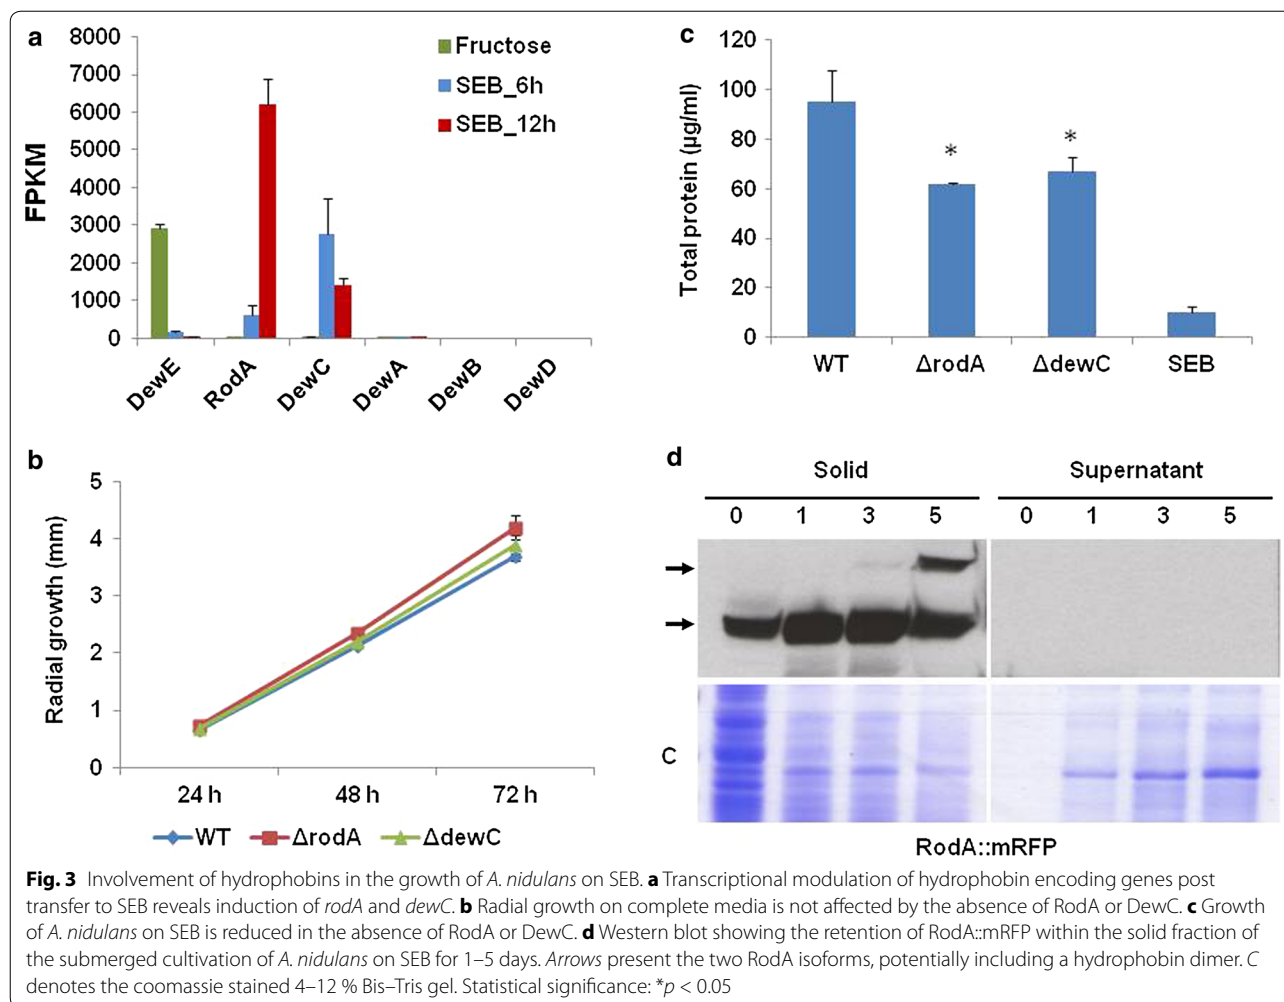 a
8000
7000
6000
5000
4000
3000
2000
1000
0
FPKM
Fructose
SEB_6h
SEB_12h
DewE
RodA
DewC
DewA
DewB
DewD
c
120
100
80
60
40
20
0
Total protein (µg/ml)
*
*
WT
ΔrodA
ΔdewC
SEB
b
5
4
3
2
1
0
Radial growth (mm)
24 h
48 h
72 h
WT
ΔrodA
ΔdewC
d
Solid
Supernatant
0 1 3 5 0 1 3 5
C
RodA::mRFP
Fig. 3 Involvement of hydrophobins in the growth of A. nidulans on SEB. a Transcriptional modulation of hydrophobin encoding genes post
transfer to SEB reveals induction of rodA and dewC. b Radial growth on complete media is not affected by the absence of RodA or DewC. c Growth
of A. nidulans on SEB is reduced in the absence of RodA or DewC. d Western blot showing the retention of RodA::mRFP within the solid fraction of
the submerged cultivation of A. nidulans on SEB for 1–5 days. Arrows present the two RodA isoforms, potentially including a hydrophobin dimer. C
denotes the coomassie stained 4–12 % Bis–Tris gel. Statistical significance: *p < 0.05